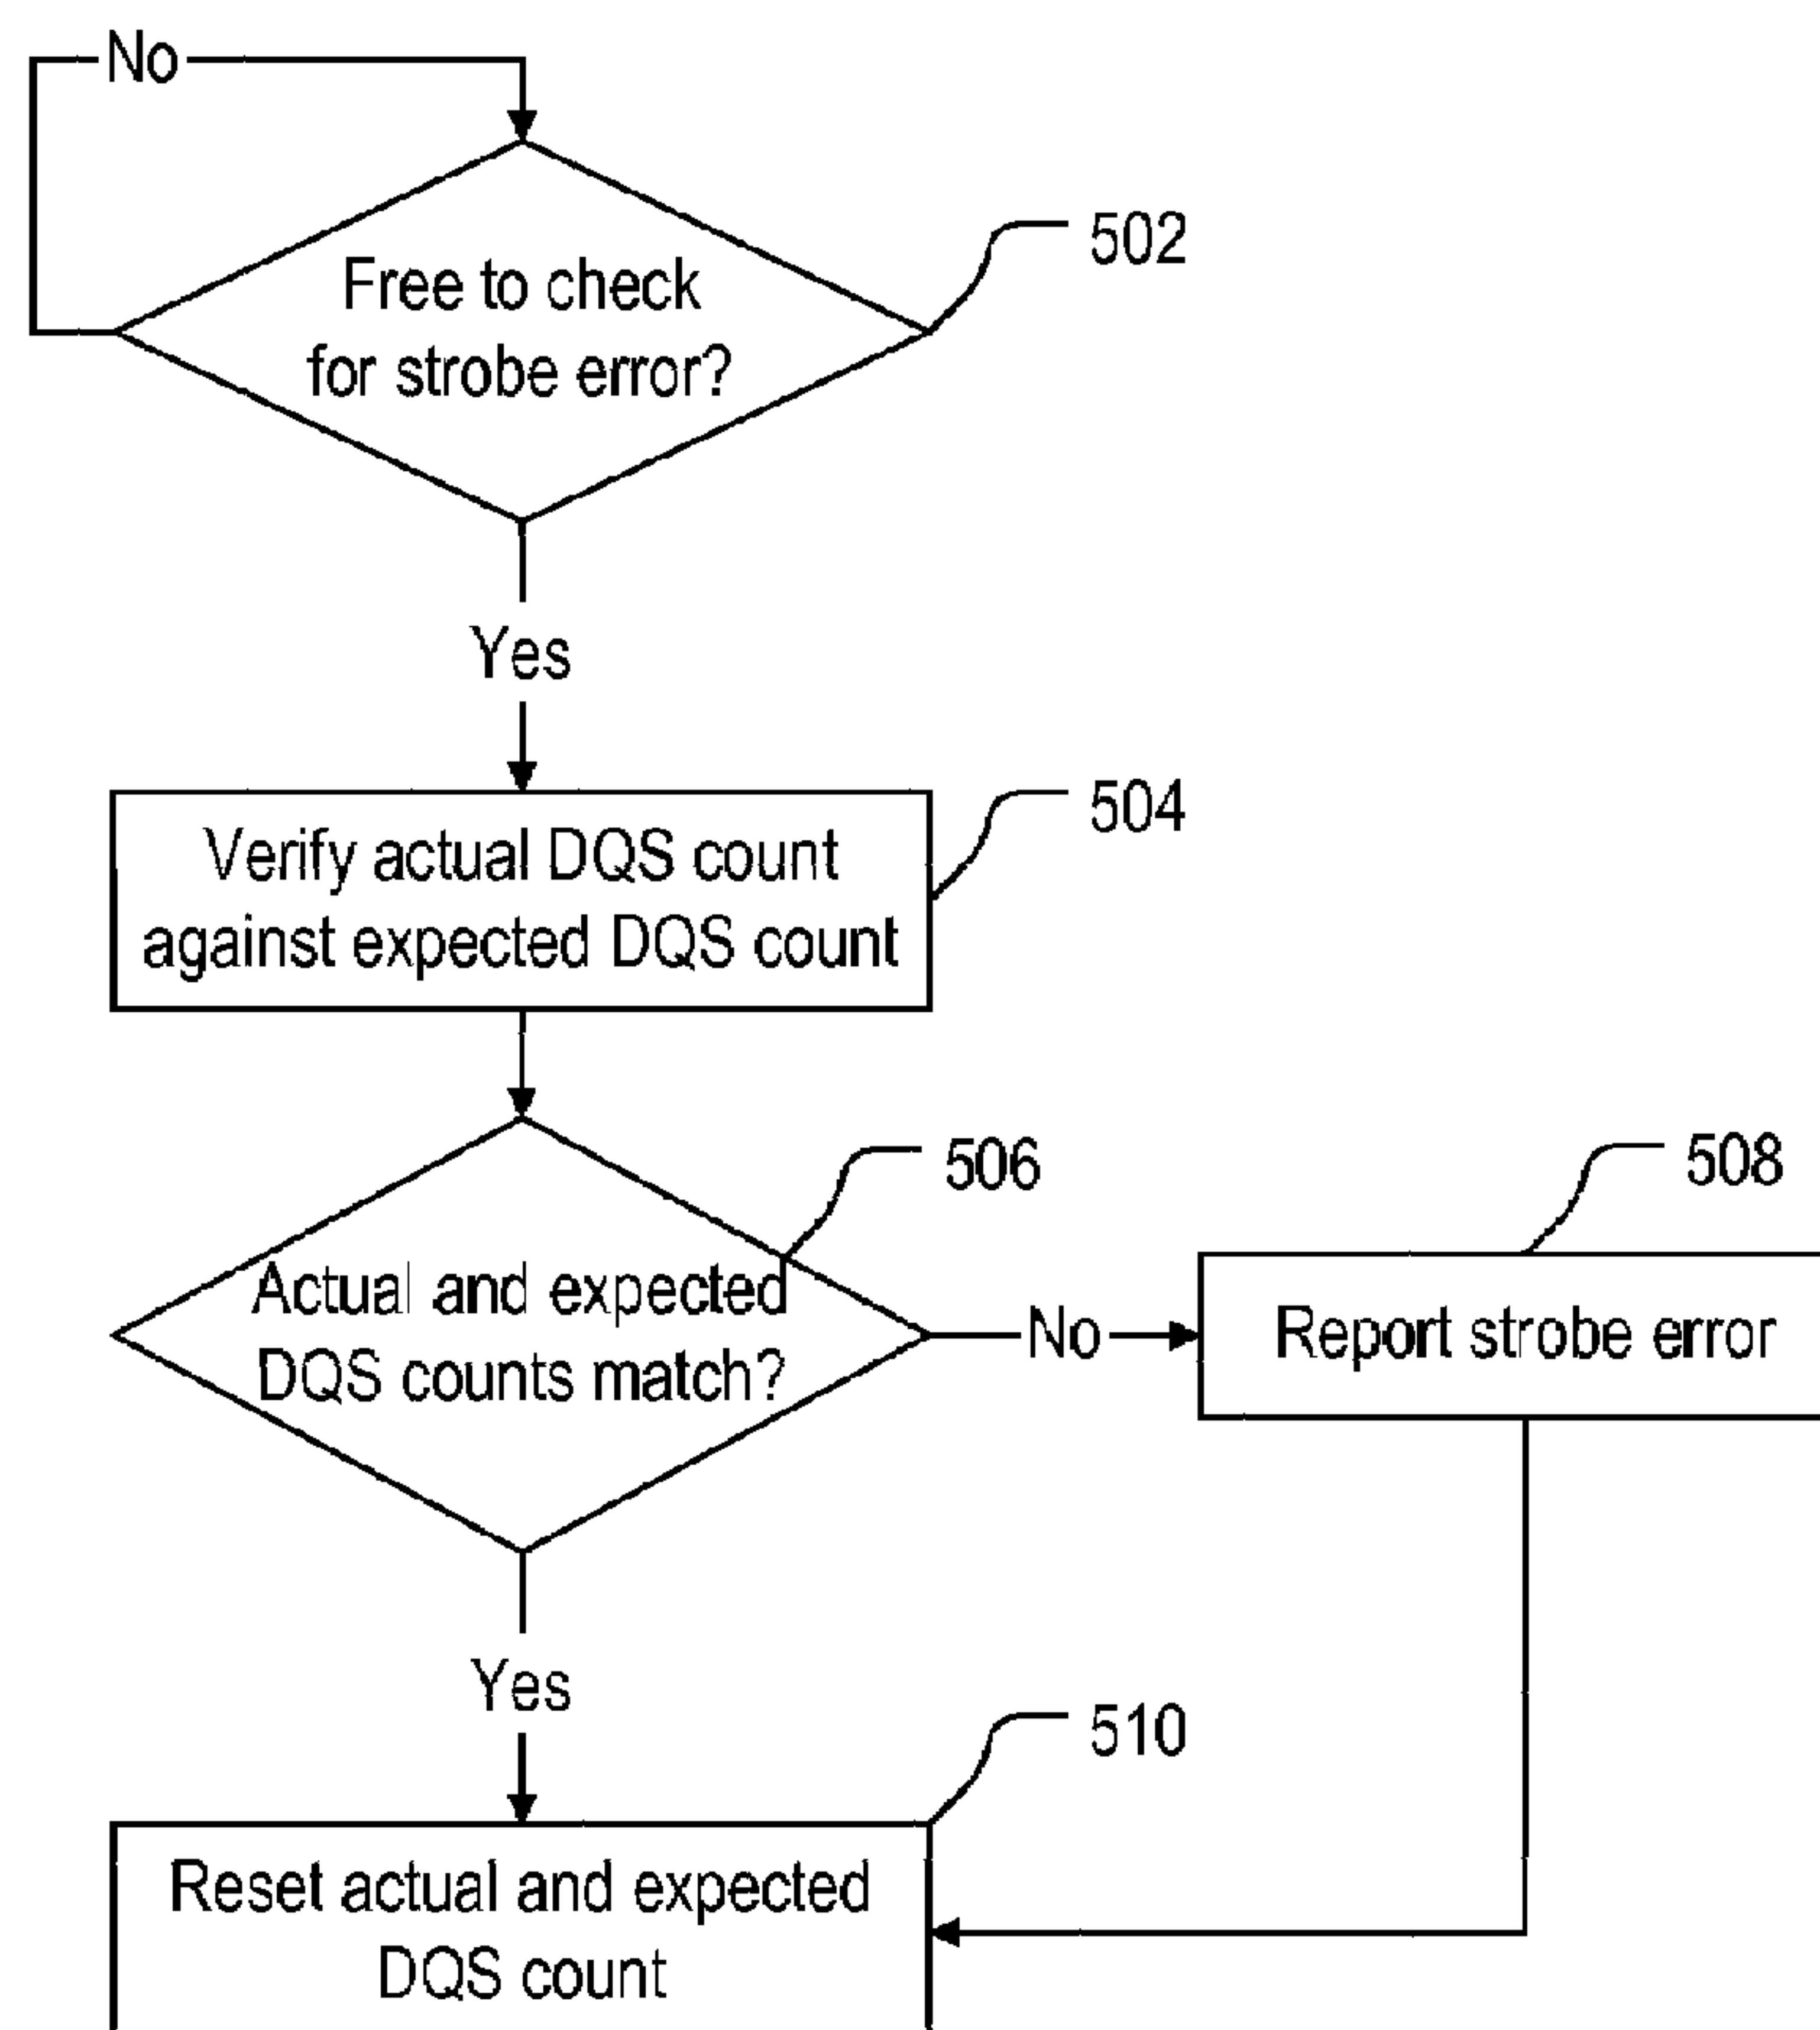 No
Free to check
for strobe error?
502
Yes
Verify actual DQS count
against expected DQS count
504
506
Actual and expected
DQS counts match?
No
508
Report strobe error
Yes
510
Reset actual and expected
DQS count